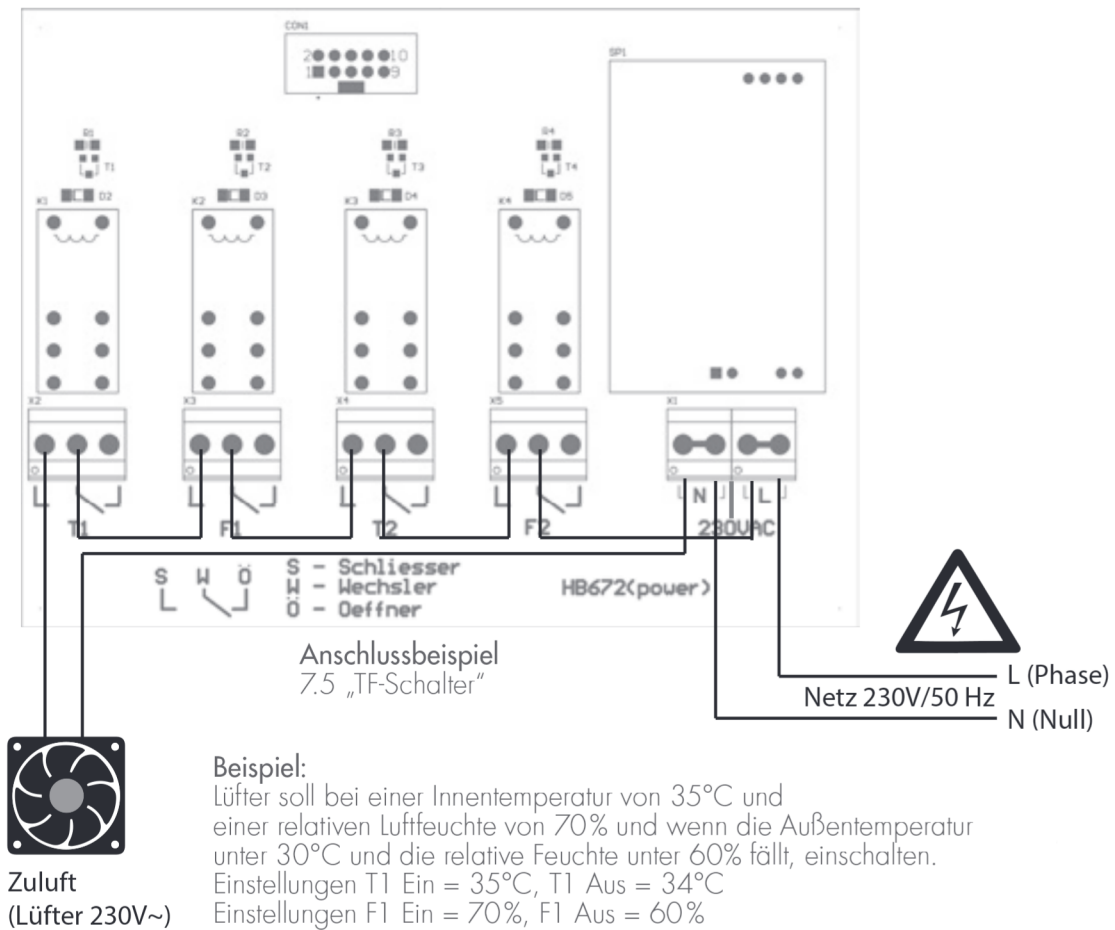 CON1
2 10
1 9
SP1
R1
R2
R3
R4
T1
T2
T3
T4
D2
D3
D4
D5
K1
K2
K3
K4
X2
X3
X4
X5
X1
N L
T1
F1
T2
F2
230VAC
S W Ö
S - Schliesser
W - Wechsler
Ö - Oeffner
HB672(power)
Anschlussbeispiel
7.5 „TF-Schalter“
L (Phase)
Netz 230V/50 Hz
N (Null)
Beispiel:
Lüfter soll bei einer Innentemperatur von 35°C und
einer relativen Luftfeuchte von 70% und wenn die Außentemperatur
unter 30°C und die relative Feuchte unter 60% fällt, einschalten.
Einstellungen T1 Ein = 35°C, T1 Aus = 34°C
Einstellungen F1 Ein = 70%, F1 Aus = 60%
Zuluft
(Lüfter 230V~)